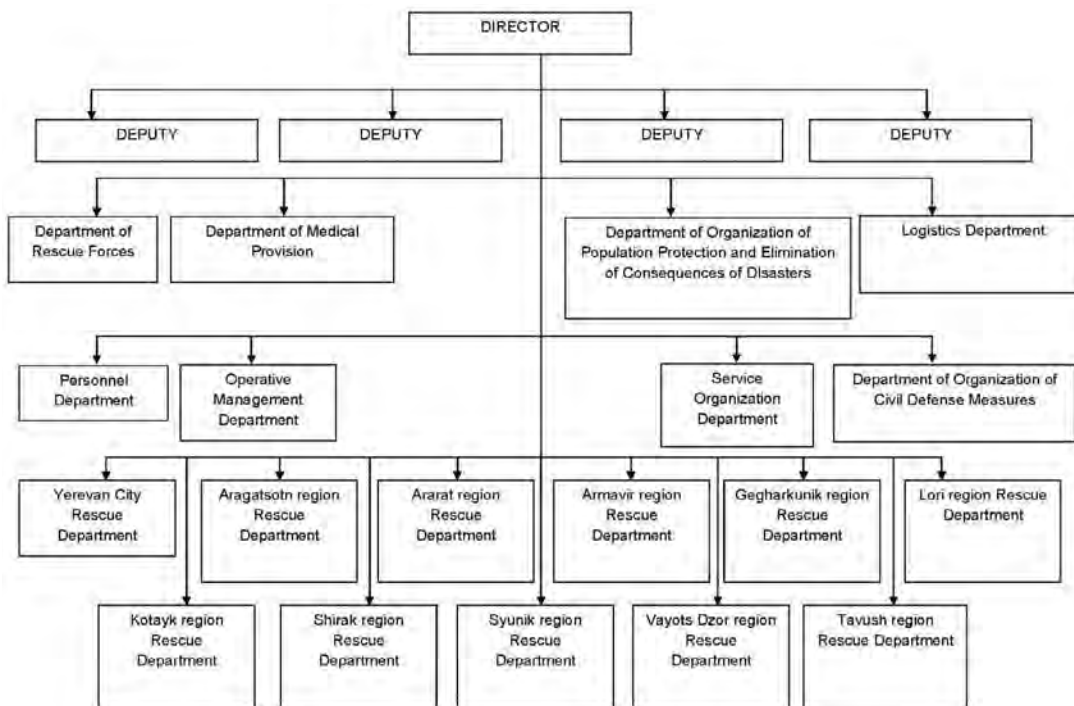 DIRECTOR
DEPUTY
DEPUTY
DEPUTY
DEPUTY
Department of
Rescue Forces
Department of Medical
Provision
Department of Organization of
Population Protection and Elimination
of Consequences of Disasters
Logistics Department
Personnel
Department
Operative
Management
Department
Service
Organization
Department
Department of Organization of
Civil Defense Measures
Yerevan City
Rescue
Department
Aragatsotn region
Rescue
Department
Ararat region
Rescue
Department
Armavir region
Rescue
Department
Gegharkunik region
Rescue
Department
Lori region Rescue
Department
Kotayk region
Rescue
Department
Shirak region
Rescue
Department
Syunik region
Rescue
Department
Vayots Dzor region
Rescue
Department
Tavush region
Rescue Department